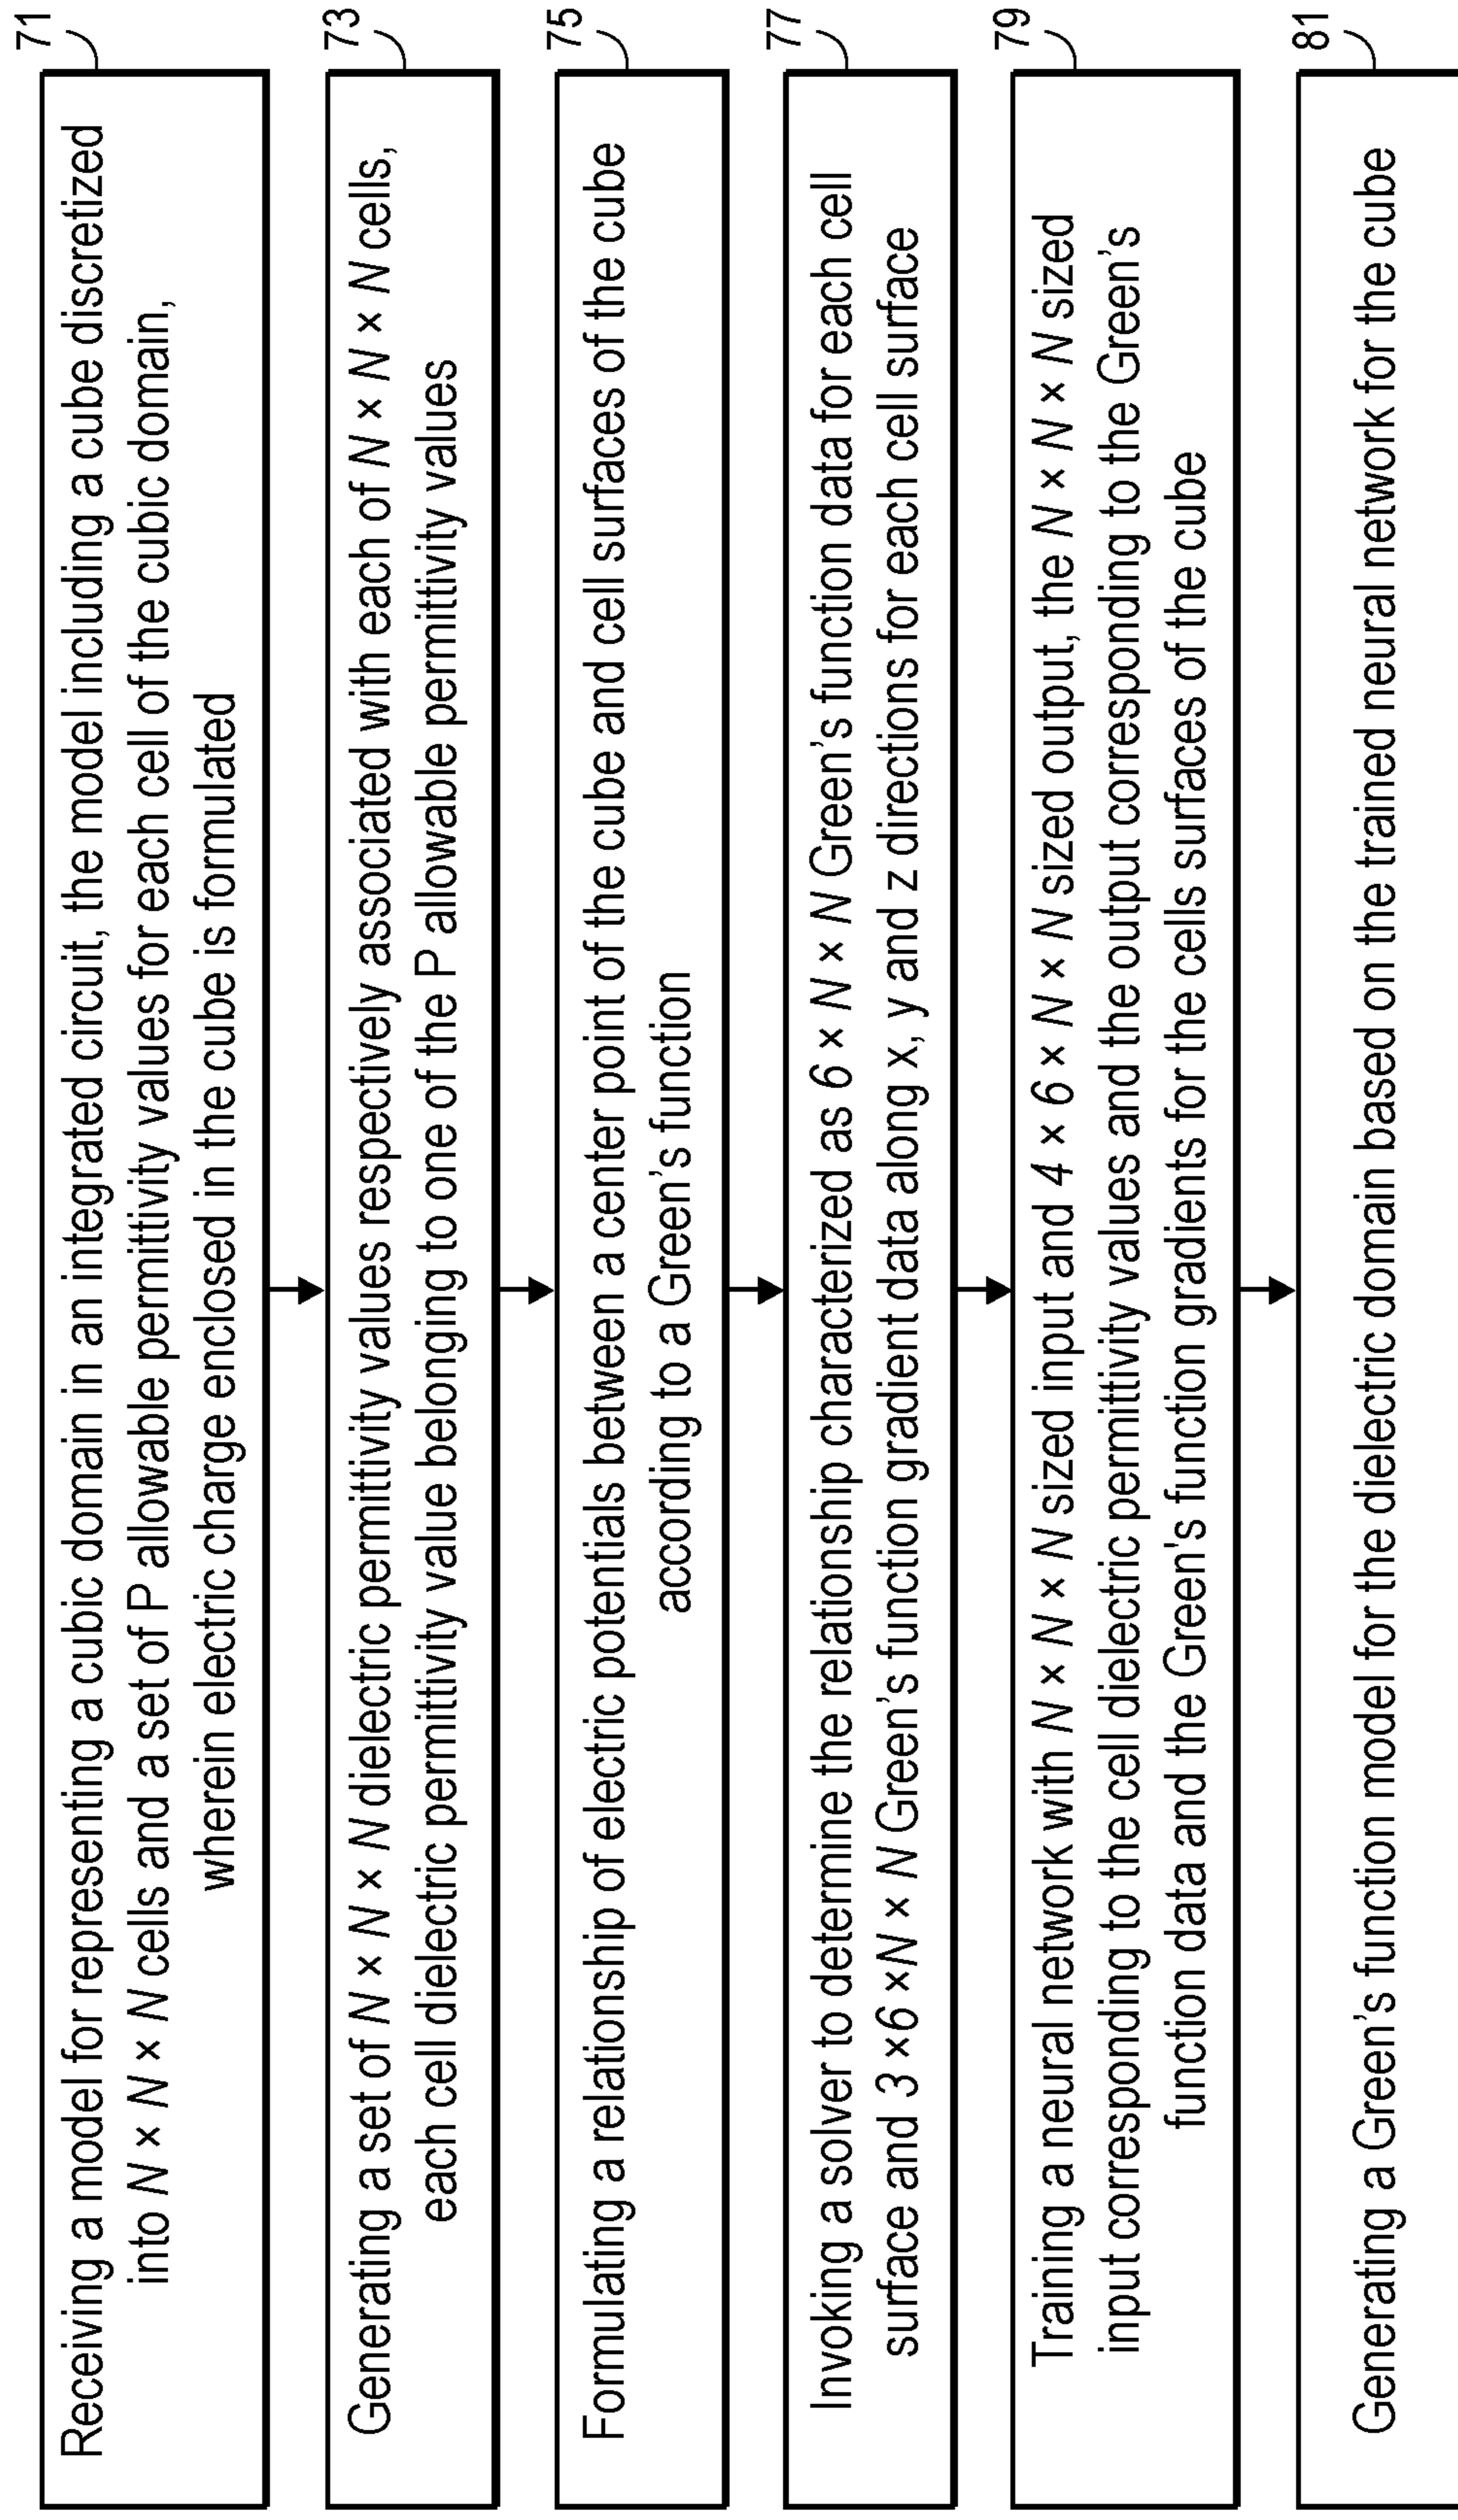 Receiving a model for representing a cubic domain in an integrated circuit, the model including a cube discretized
into N × N × N cells and a set of P allowable permittivity values for each cell of the cubic domain,
wherein electric charge enclosed in the cube is formulated
71
Generating a set of N × N × N dielectric permittivity values respectively associated with each of N × N × N cells,
each cell dielectric permittivity value belonging to one of the P allowable permittivity values
73
Formulating a relationship of electric potentials between a center point of the cube and cell surfaces of the cube
according to a Green's function
75
Invoking a solver to determine the relationship characterized as 6 × N × N Green's function data for each cell
surface and 3 ×6 ×N × N Green's function gradient data along x, y and z directions for each cell surface
77
Training a neural network with N × N × N sized input and 4 × 6 × N × N sized output, the N × N × N sized
input corresponding to the cell dielectric permittivity values and the output corresponding to the Green's
function data and the Green's function gradients for the cells surfaces of the cube
79
Generating a Green's function model for the dielectric domain based on the trained neural network for the cube
81